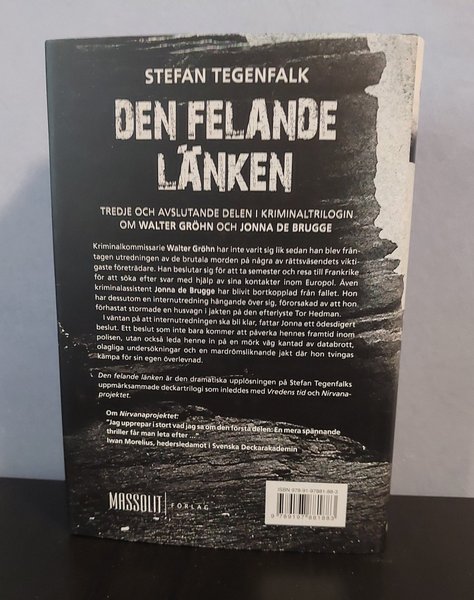 STEFAN TEGENFALK
DEN FELANDE
LÄNKEN
TREDJE OCH AVSLUTANDE DELEN I KRIMINALTRILOGIN
OM WALTER GRÖHN OCH JONNA DE BRUGGE
Kriminalkommissarie Walter Gröhn har inte varit sig lik sedan han blev från-
tagen utredningen av de brutala morden på några av rättsväsendets vikti-
gaste företrädare. Han beslutar sig för att ta semester och resa till Frankrike
för att söka efter svar med hjälp av sina kontakter inom Europol. Även
kriminalassistent Jonna de Brugge har blivit bortkopplad från fallet. Hon
har dessutom en internutredning hängande över sig, förorsakad av att hon
förhastat stormade en husvagn i jakten på den efterlyste Tor Hedman.
I väntan på att internutredningen ska bli klar, fattar Jonna ett ödesdigert
beslut. Ett beslut som inte bara kommer att påverka hennes framtid inom
polisen, utan också leda henne in på en mörk väg kantad av databrott,
olagliga undersökningar och en mardrömsliknande jakt där hon tvingas
kämpa för sin egen överlevnad.
Den felande länken är den dramatiska upplösningen på Stefan Tegenfalks
uppmärksammade deckartrilogi som inleddes med Vredens tid och Nirvana-
projektet.
Om Nirvanaprojektet:
"Jag upprepar i stort vad jag sa om den första delen: En mera spännande
thriller får man leta efter ..."
Iwan Morelius, hedersledamot i Svenska Deckarakademin
MASSOLIT FÖRLAG
ISBN 978-91-97881-88-3
9 789197 881883